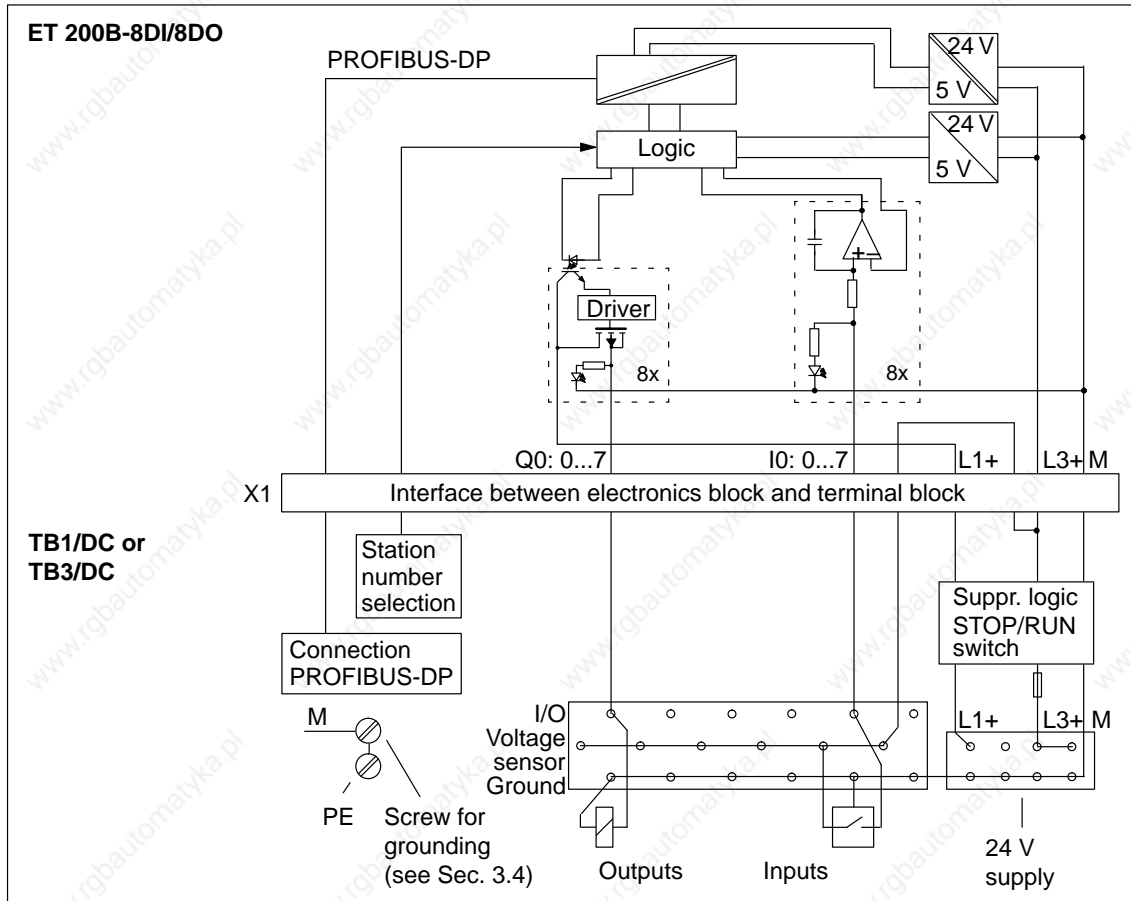 ET 200B-8DI/8DO
PROFIBUS-DP
24 V
5 V
24 V
5 V
Logic
+ –
Driver
8x
8x
Q0: 0...7
I0: 0...7
L1+
L3+ M
X1
Interface between electronics block and terminal block
TB1/DC or
TB3/DC
Station
number
selection
Suppr. logic
STOP/RUN
switch
Connection
PROFIBUS-DP
M
I/O
Voltage
sensor
Ground
L1+
L3+ M
PE
Screw for
grounding
(see Sec. 3.4)
Outputs
Inputs
24 V
supply
www.rgbautomatyka.pl